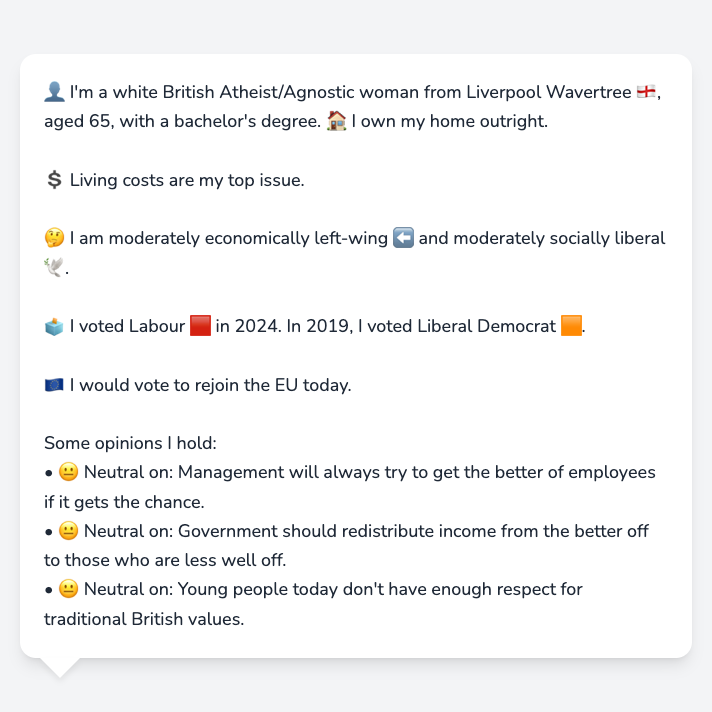 👤 I'm a white British Atheist/Agnostic woman from Liverpool Wavertree 🏴󠁧󠁢󠁥󠁮󠁧󠁿,
aged 65, with a bachelor's degree. 🏠 I own my home outright.
💲 Living costs are my top issue.
🤔 I am moderately economically left-wing ⬅️ and moderately socially liberal
🕊️.
🗳️ I voted Labour 🟥 in 2024. In 2019, I voted Liberal Democrat 🟧.
🇪🇺 I would vote to rejoin the EU today.
Some opinions I hold:
• 😐 Neutral on: Management will always try to get the better of employees
if it gets the chance.
• 😐 Neutral on: Government should redistribute income from the better off
to those who are less well off.
• 😐 Neutral on: Young people today don't have enough respect for
traditional British values.